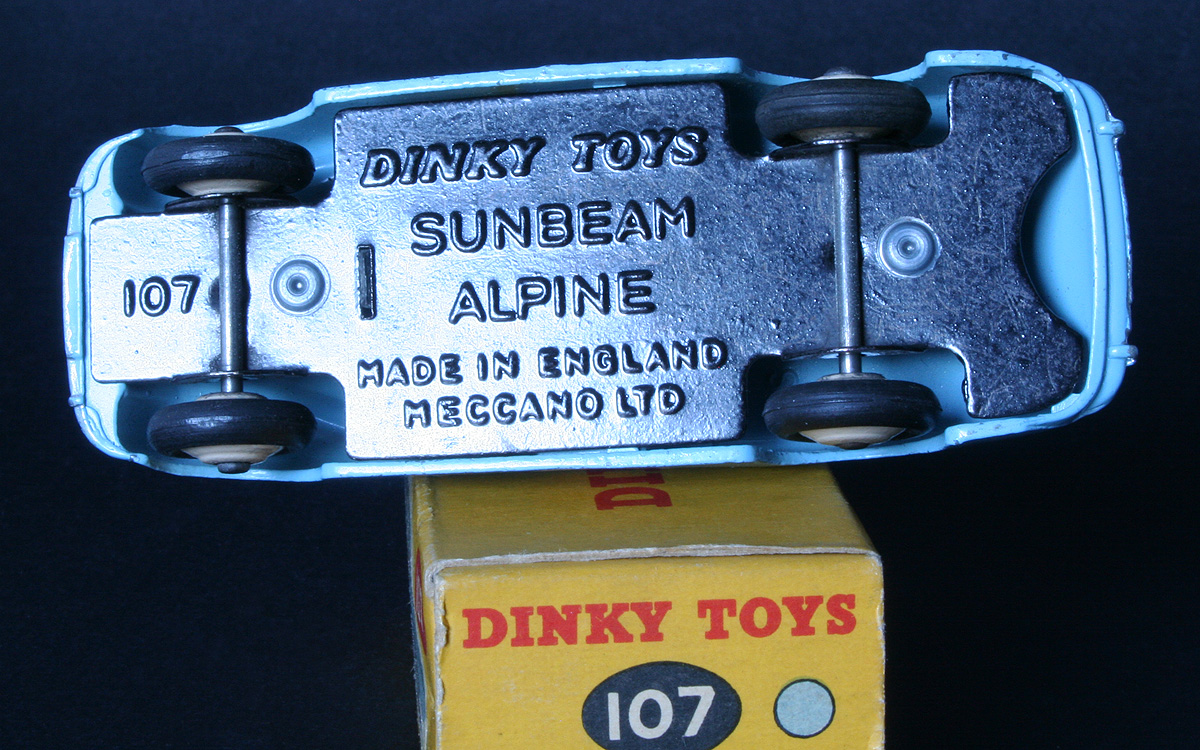 DINKY TOYS
SUNBEAM
ALPINE
107
MADE IN ENGLAND
MECCANO LTD
DINKY TOYS
107